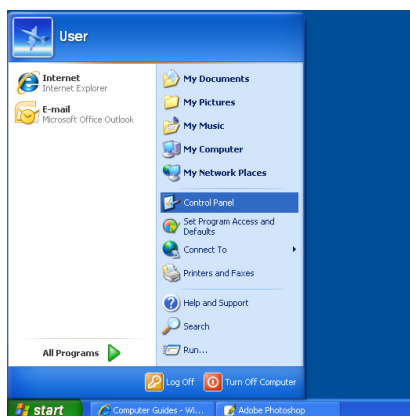 User
Internet
Internet Explorer
E-mail
Microsoft Office Outlook
All Programs
My Documents
My Pictures
My Music
My Computer
My Network Places
Control Panel
Set Program Access and
Defaults
Connect To
Printers and Faxes
Help and Support
Search
Run...
Log Off
Turn Off Computer
start
Computer Guides - Wi...
Adobe Photoshop